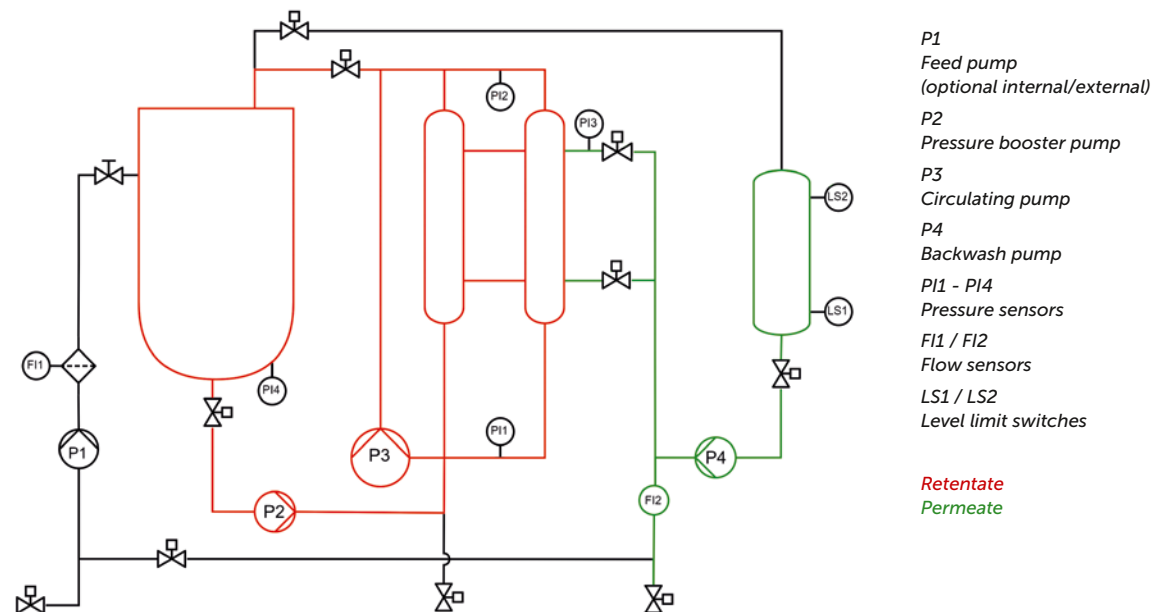 PI2
PI3
LS2
LS1
FI1
PI4
P1
P3
PI1
P4
P2
FI2
P1
Feed pump
(optional internal/external)
P2
Pressure booster pump
P3
Circulating pump
P4
Backwash pump
PI1 - PI4
Pressure sensors
FI1 / FI2
Flow sensors
LS1 / LS2
Level limit switches
Retentate
Permeate